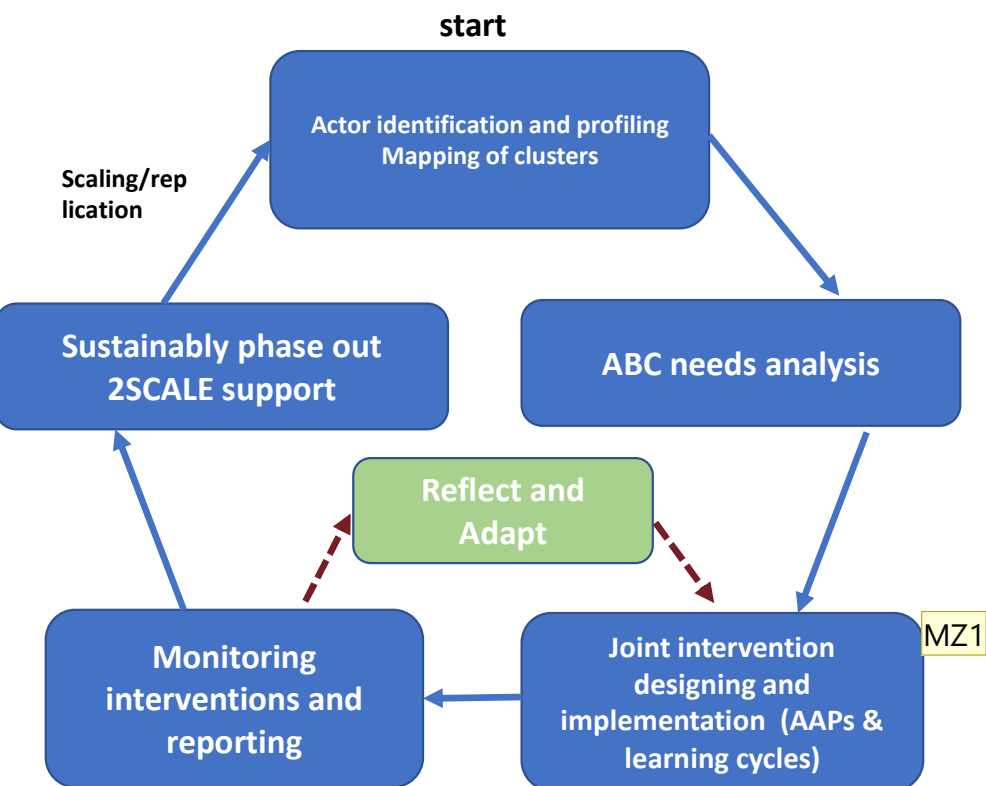 start
Actor identification and profiling
Mapping of clusters
Scaling/rep
lication
Sustainably phase out
2SCALE support
ABC needs analysis
Reflect and
Adapt
Monitoring
interventions and
reporting
Joint intervention
designing and
implementation (AAPs &
learning cycles)
MZ1